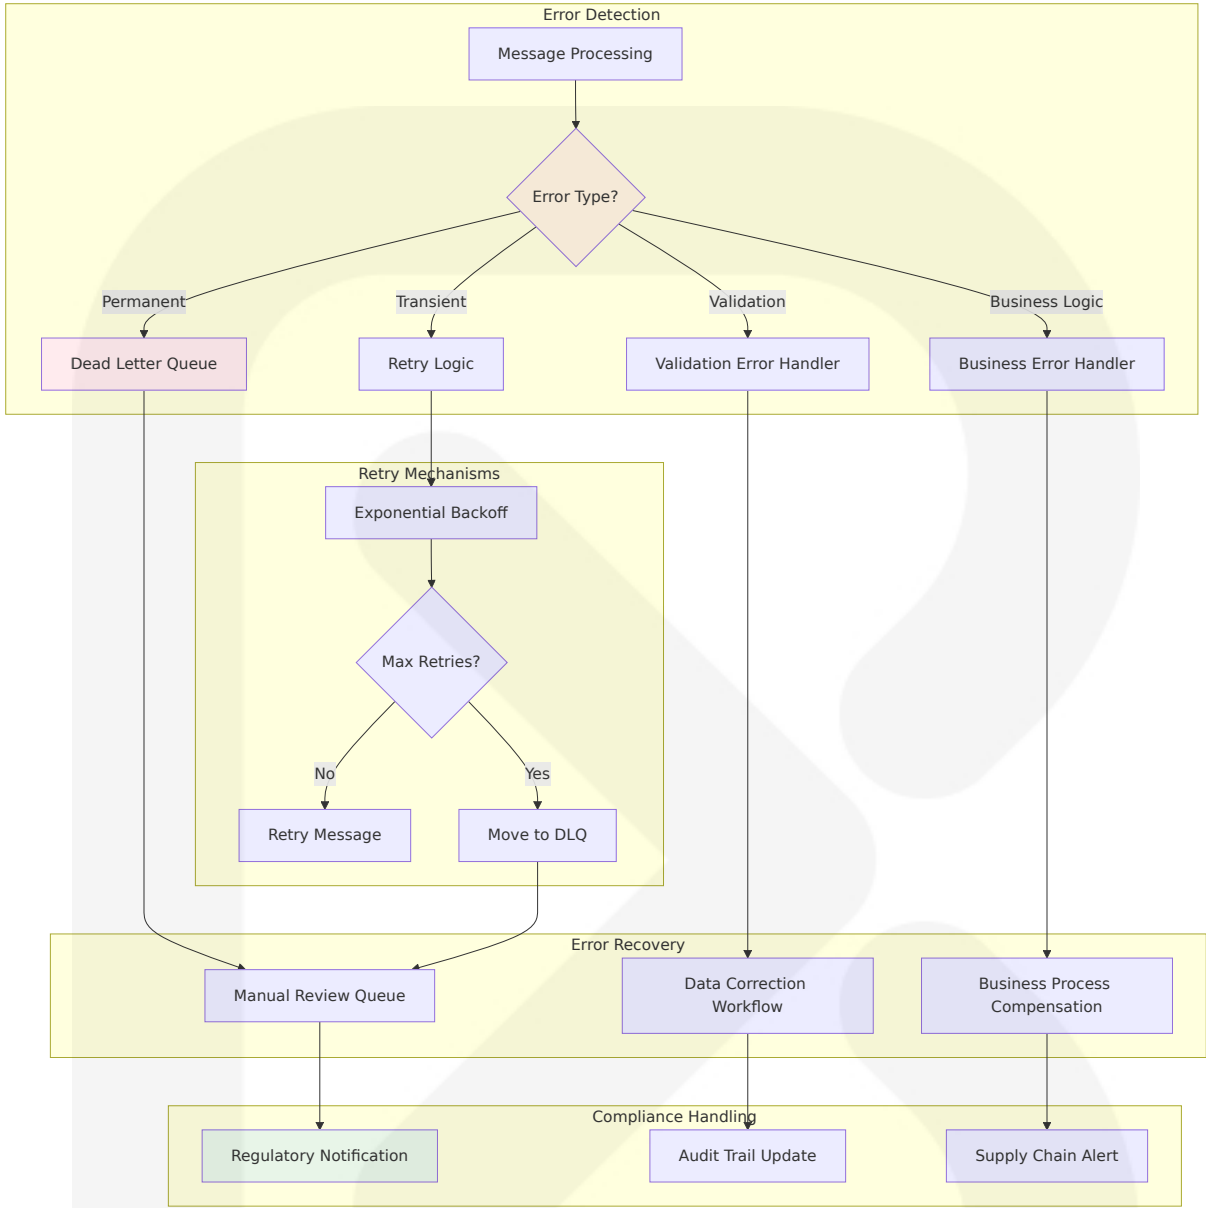 Error Detection
Message Processing
Error Type?
Permanent
Transient
Validation
Business Logic
Dead Letter Queue
Retry Logic
Validation Error Handler
Business Error Handler
Retry Mechanisms
Exponential Backoff
Max Retries?
No
Yes
Retry Message
Move to DLQ
Error Recovery
Manual Review Queue
Data Correction
Workflow
Business Process
Compensation
Compliance Handling
Regulatory Notification
Audit Trail Update
Supply Chain Alert